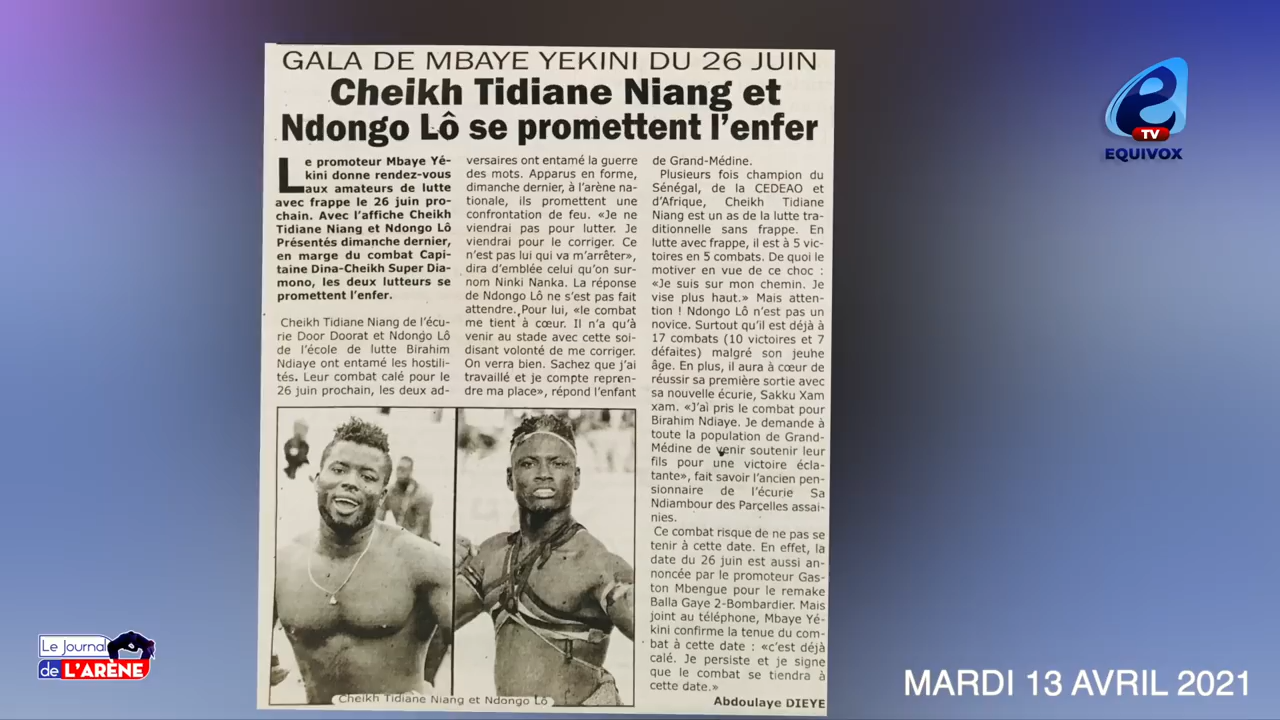 GALA DE MBAYE YEKINI DU 26 JUIN
Cheikh Tidiane Niang et
Ndongo Lô se promettent l'enfer
Le promoteur Mbaye Yé-
kini donne rendez-vous
aux amateurs de lutte
avec frappe le 26 juin pro-
chain. Avec l'affiche Cheikh
Tidiane Niang et Ndongo Lô
Présentés dimanche dernier,
en marge du combat Capi-
taine Dina-Cheikh Super Dia-
mono, les deux lutteurs se
promettent l'enfer.
Cheikh Tidiane Niang de l'écu-
rie Door Doorat et Ndongo Lô
de l'école de lutte Birahim
Ndiaye ont entamé les hostili-
tés. Leur combat calé pour le
26 juin prochain, les deux ad-
versaires ont entamé la guerre
des mots. Apparus en forme,
dimanche dernier, à l'arène na-
tionale, ils promettent une
confrontation de feu. «Je ne
viendrai pas pour lutter. Je
viendrai pour le corriger. Ce
n'est pas lui qui va m'arrêter»,
dira d'emblée celui qu'on sur-
nom Ninki Nanka. La réponse
de Ndongo Lô ne s'est pas fait
attendre. Pour lui, «le combat
me tient à cœur. Il n'a qu'à
venir au stade avec cette soi-
disant volonté de me corriger.
On verra bien. Sachez que j'ai
travaillé et je compte repren-
dre ma place», répond l'enfant
de Grand-Médine.
Plusieurs fois champion du
Sénégal, de la CEDEAO et
d'Afrique, Cheikh Tidiane
Niang est un as de la lutte tra-
ditionnelle sans frappe. En
lutte avec frappe, il est à 5 vic-
toires en 5 combats. De quoi le
motiver en vue de ce choc :
«Je suis sur mon chemin. Je
vise plus haut.» Mais atten-
tion ! Ndongo Lô n'est pas un
novice. Surtout qu'il est déjà à
17 combats (10 victoires et 7
défaites) malgré son jeuhe
âge. En plus, il aura à cœur de
réussir sa première sortie avec
sa nouvelle écurie, Sakku Xam
xam. «J'ai pris le combat pour
Birahim Ndiaye. Je demande à
toute la population de Grand-
Médine de venir soutenir leur
fils pour une victoire écla-
tante», fait savoir l'ancien pen-
sionnaire de l'écurie Sa
Ndiambour des Parçelles assai-
nies.
Ce combat risque de ne pas se
tenir à cette date. En effet, la
date du 26 juin est aussi an-
noncée par le promoteur Gas-
ton Mbengue pour le remake
Balla Gaye 2-Bombardier. Mais
joint au téléphone, Mbaye Yé-
kini confirme la tenue du com-
bat à cette date : «c'est déjà
calé. Je persiste et je signe
que le combat se tiendra à
cette date.»
Abdoulaye DIEYE
Cheikh Tidiane Niang et Ndongo Lô
e
TV
EQUIVOX
Le Journal
de L'ARÈNE
MARDI 13 AVRIL 2021